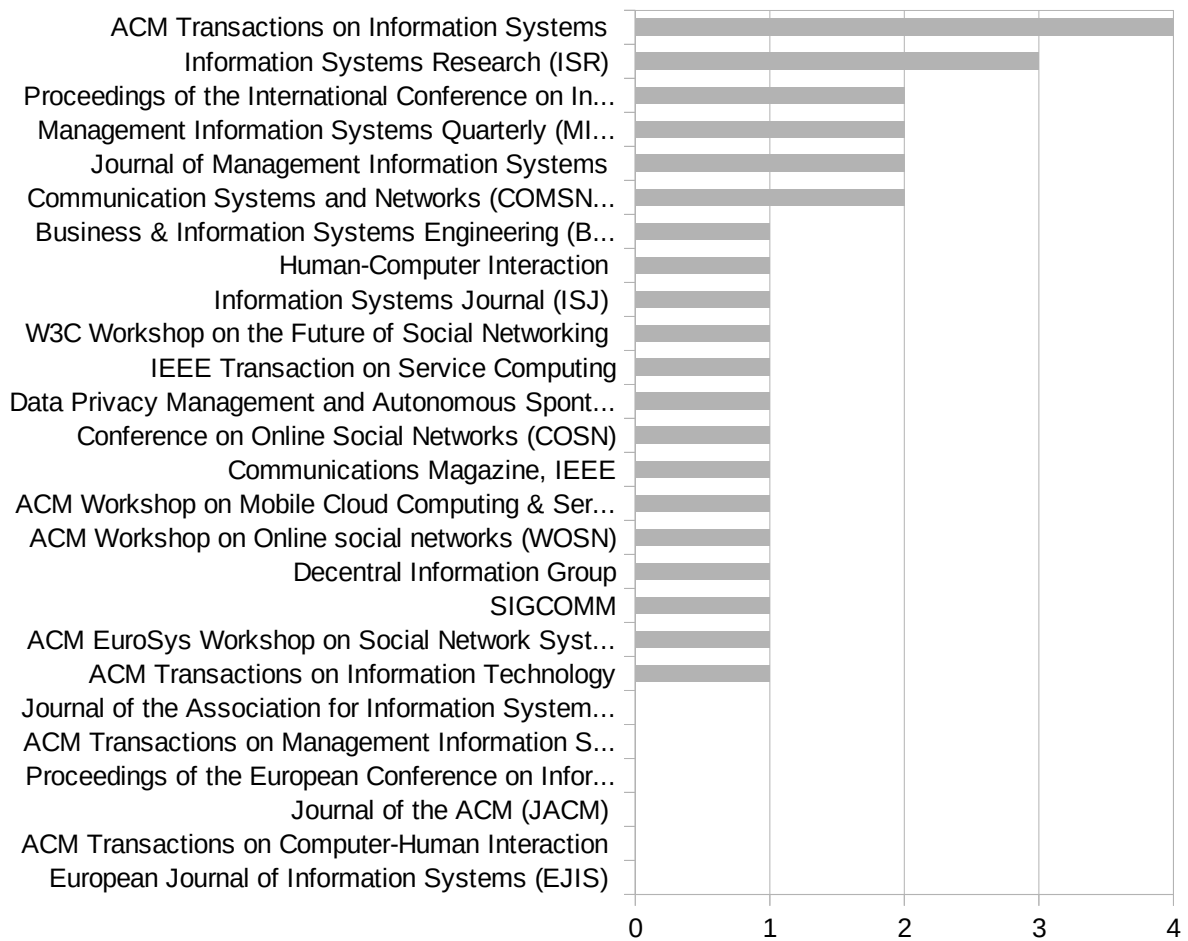 ACM Transactions on Information Systems
Information Systems Research (ISR)
Proceedings of the International Conference on In...
Management Information Systems Quarterly (MI...
Journal of Management Information Systems
Communication Systems and Networks (COMSN...
Business & Information Systems Engineering (B...
Human-Computer Interaction
Information Systems Journal (ISJ)
W3C Workshop on the Future of Social Networking
IEEE Transaction on Service Computing
Data Privacy Management and Autonomous Spont...
Conference on Online Social Networks (COSN)
Communications Magazine, IEEE
ACM Workshop on Mobile Cloud Computing & Ser...
ACM Workshop on Online social networks (WOSN)
Decentral Information Group
SIGCOMM
ACM EuroSys Workshop on Social Network Syst...
ACM Transactions on Information Technology
Journal of the Association for Information System...
ACM Transactions on Management Information S...
Proceedings of the European Conference on Infor...
Journal of the ACM (JACM)
ACM Transactions on Computer-Human Interaction
European Journal of Information Systems (EJIS)
0 1 2 3 4